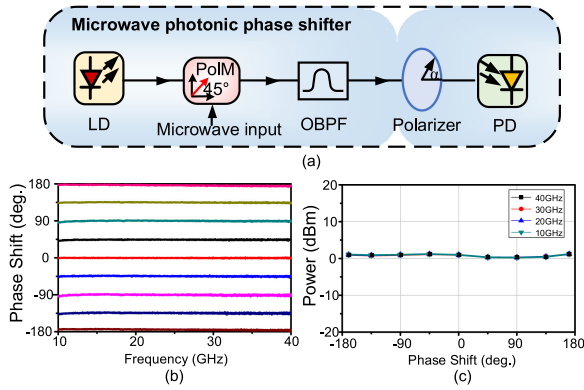 Microwave photonic phase shifter
PolM
45°
α
LD
Microwave input
OBPF
Polarizer
PD
(a)
180
90
0
-90
-180
Phase Shift (deg.)
10
20
30
40
Frequency (GHz)
(b)
20
10
0
-10
-20
Power (dBm)
40GHz
30GHz
20GHz
10GHz
-180
-90
0
90
180
Phase Shift (deg.)
(c)